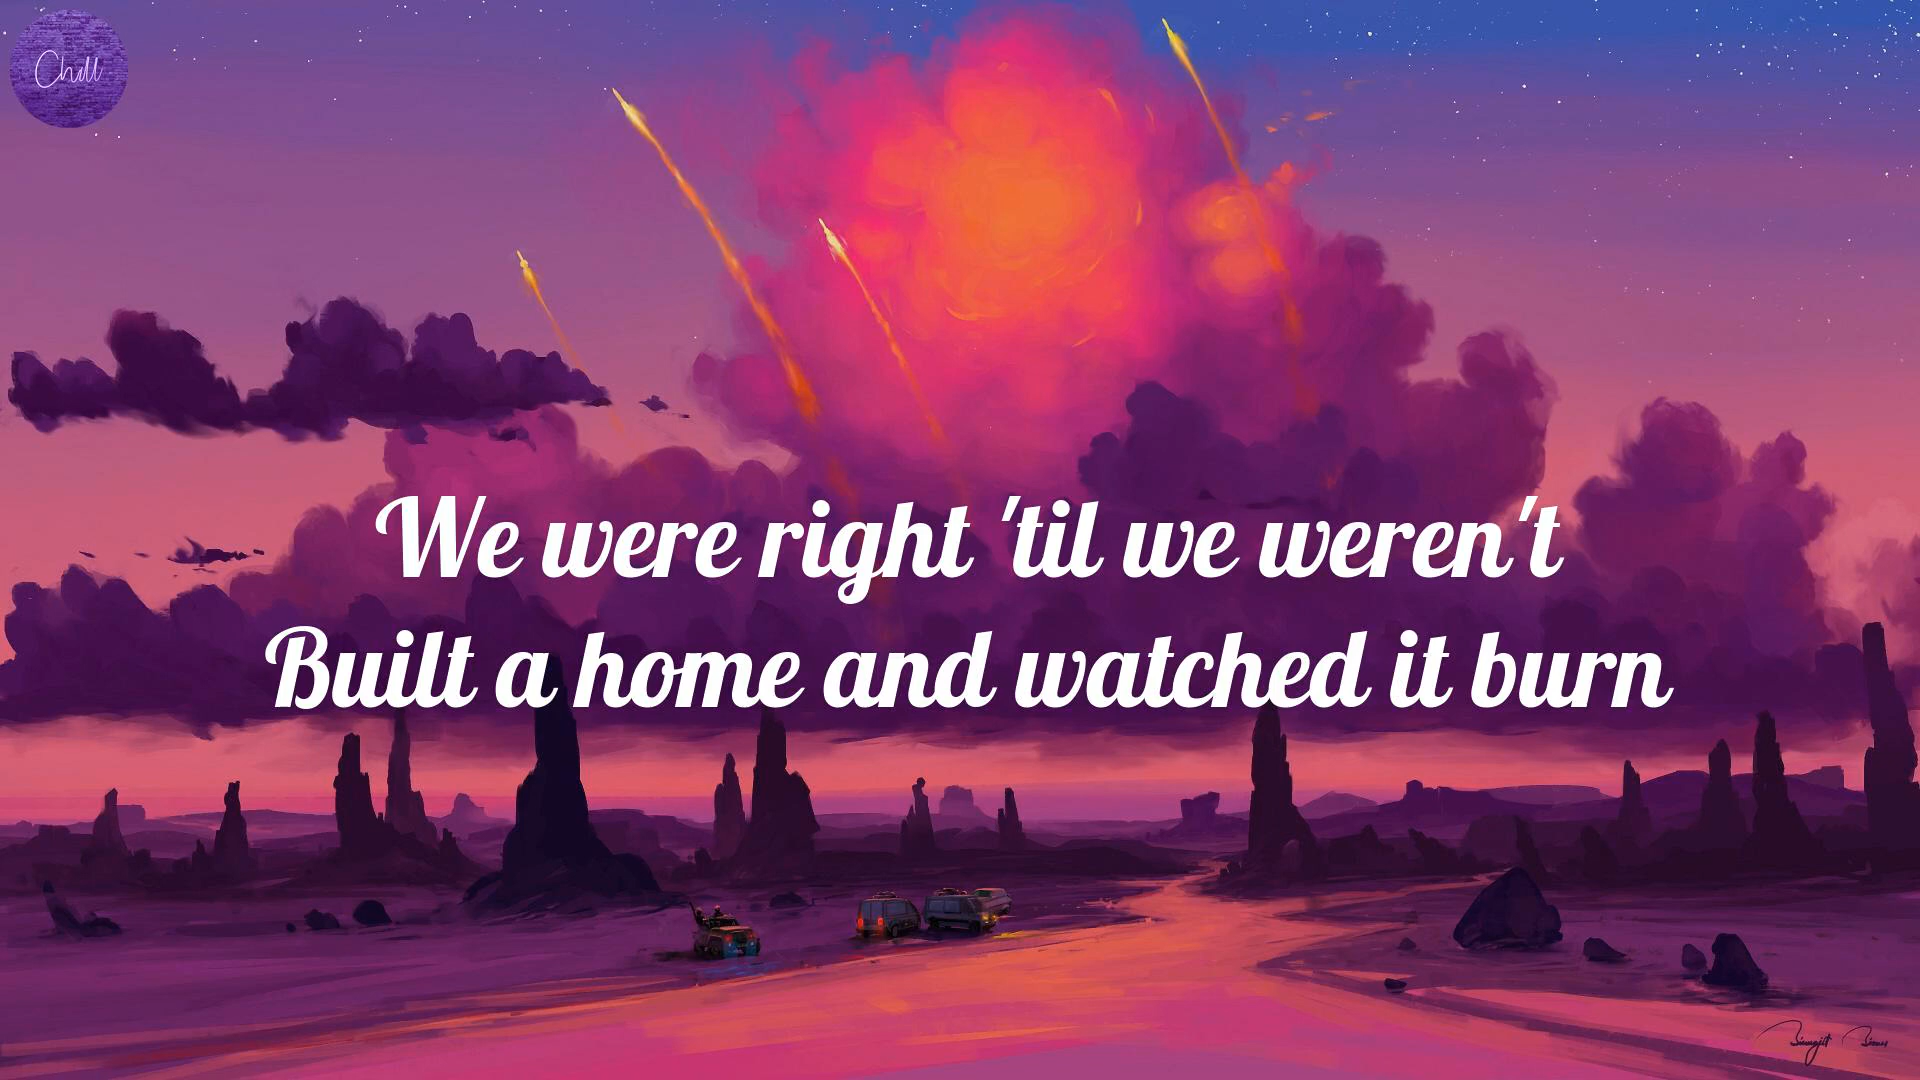 Chill
We were right 'til we weren't
Built a home and watched it burn